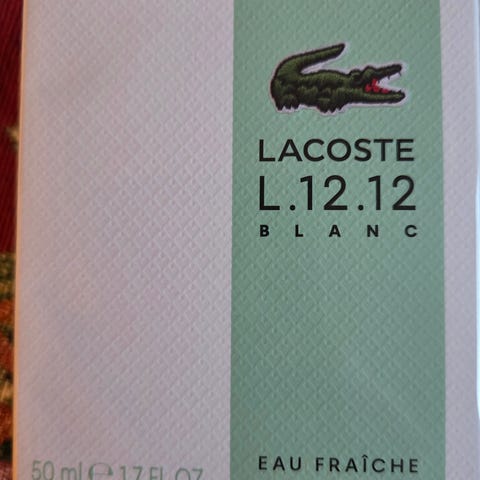 LACOSTE
L.12.12
BLANC
EAU FRAÎCHE
50 ml ℮ 1.7 FL.OZ